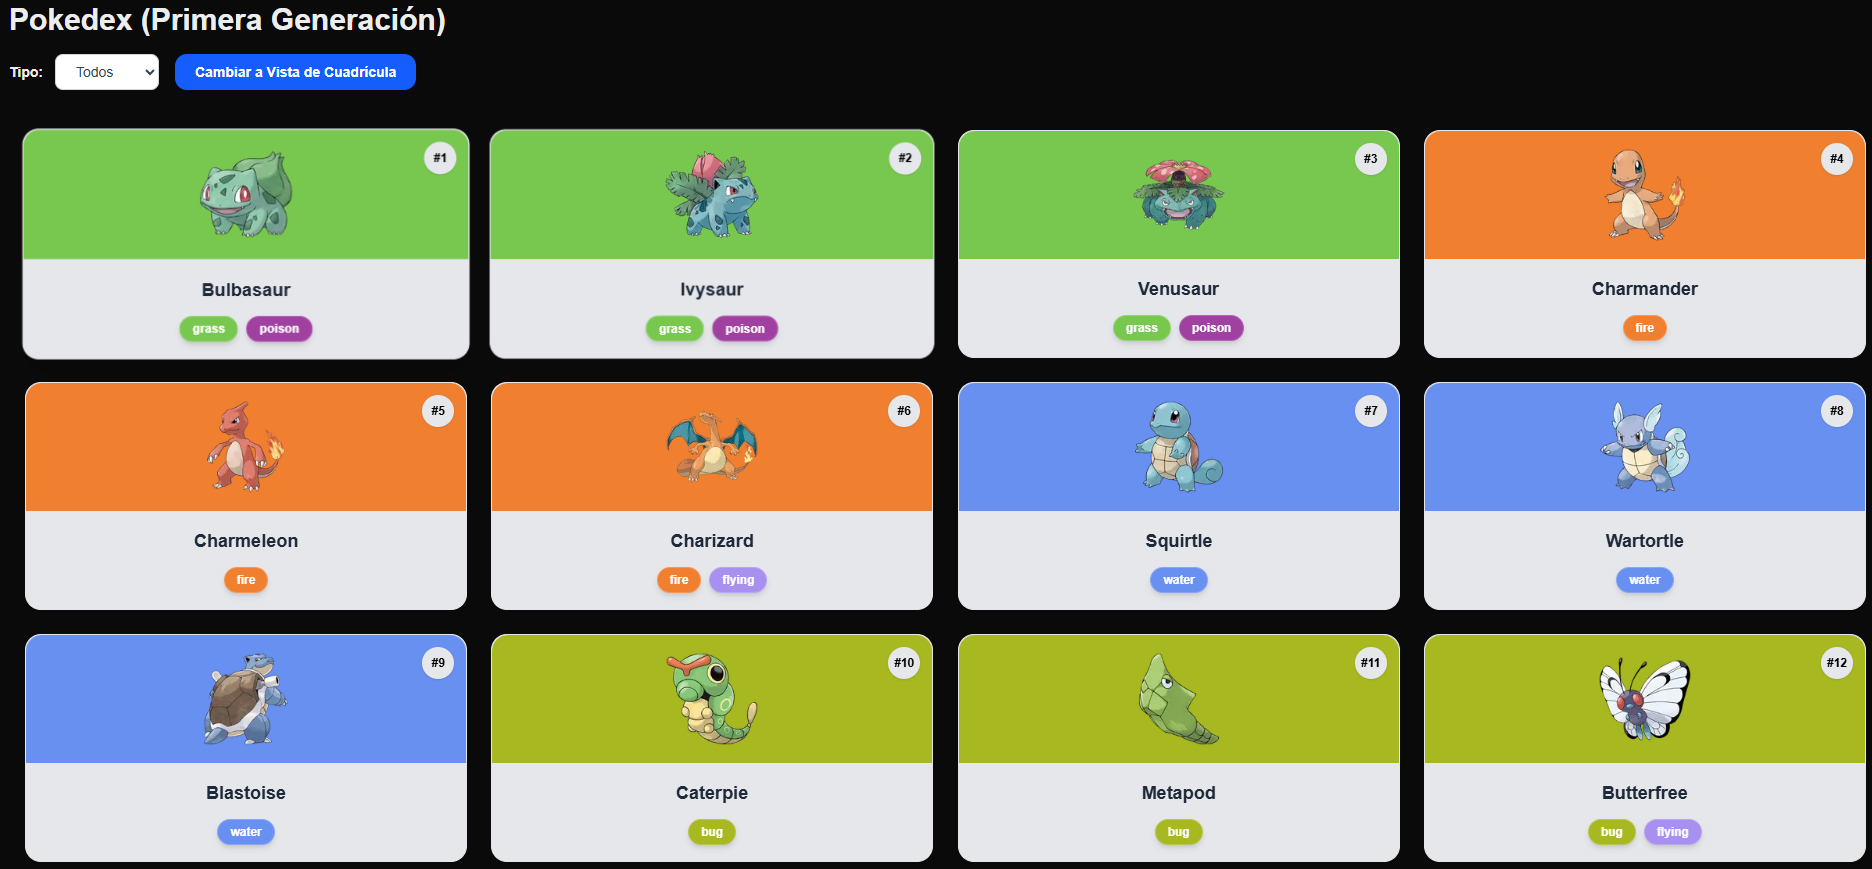 Pokedex (Primera Generación)
Tipo: Todos Cambiar a Vista de Cuadrícula
#1 #2 #3 #4
Bulbasaur Ivysaur Venusaur Charmander
grass poison grass poison grass poison fire
#5 #6 #7 #8
Charmeleon Charizard Squirtle Wartortle
fire fire flying water water
#9 #10 #11 #12
Blastoise Caterpie Metapod Butterfree
water bug bug bug flying